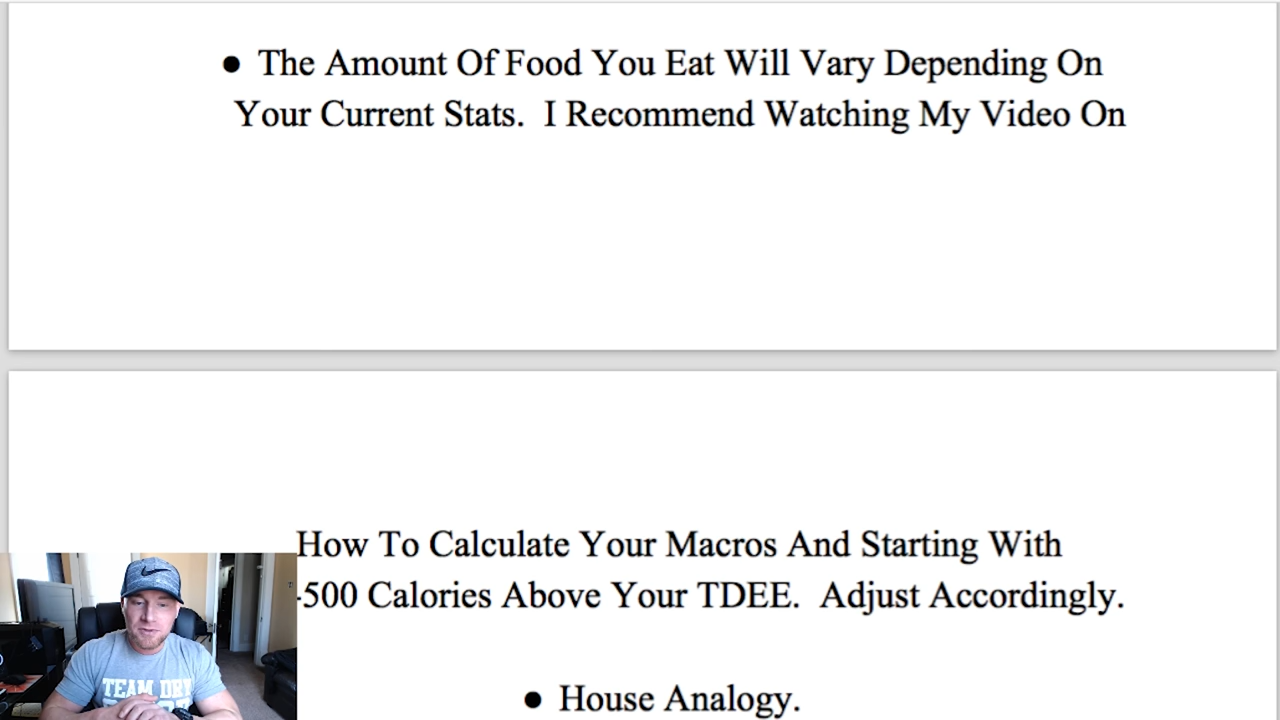 ● The Amount Of Food You Eat Will Vary Depending On
Your Current Stats.  I Recommend Watching My Video On
How To Calculate Your Macros And Starting With
-500 Calories Above Your TDEE.  Adjust Accordingly.
● House Analogy.
TEAM